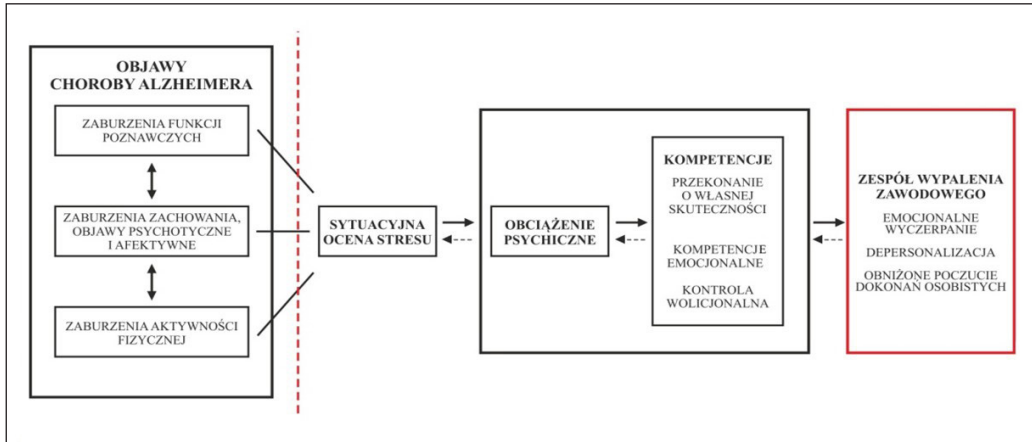 OBJAWY
CHOROBY ALZHEIMERA
ZABURZENIA FUNKCJI
POZNAWCZYCH
ZABURZENIA ZACHOWANIA,
OBJAWY PSYCHOTYCZNE
I AFEKTYWNE
ZABURZENIA AKTYWNOŚCI
FIZYCZNEJ
SYTUACYJNA
OCENA STRESU
OBCIĄŻENIE
PSYCHICZNE
KOMPETENCJE
PRZEKONANIE
O WŁASNEJ
SKUTECZNOŚCI
KOMPETENCJE
EMOCJONALNE
KONTROLA
WOLICJONALNA
ZESPÓŁ WYPALENIA
ZAWODOWEGO
EMOCJONALNE
WYCZERPANIE
DEPERSONALIZACJA
OBNIŻONE POCZUCIE
DOKONAŃ OSOBISTYCH